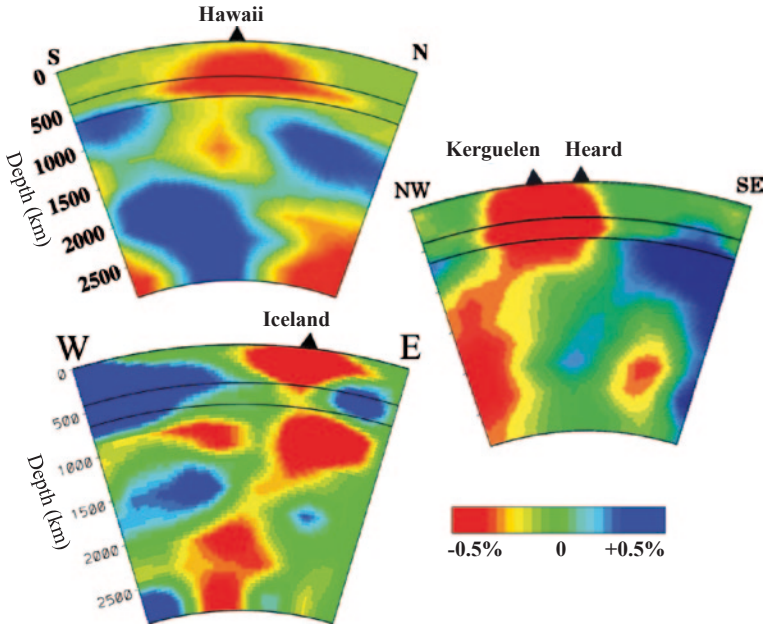 Hawaii
S
N
0
500
1000
1500
2000
2500
Depth (km)
Kerguelen Heard
NW
SE
Iceland
W
E
0
500
1000
1500
2000
2500
Depth (km)
-0.5% 0 +0.5%